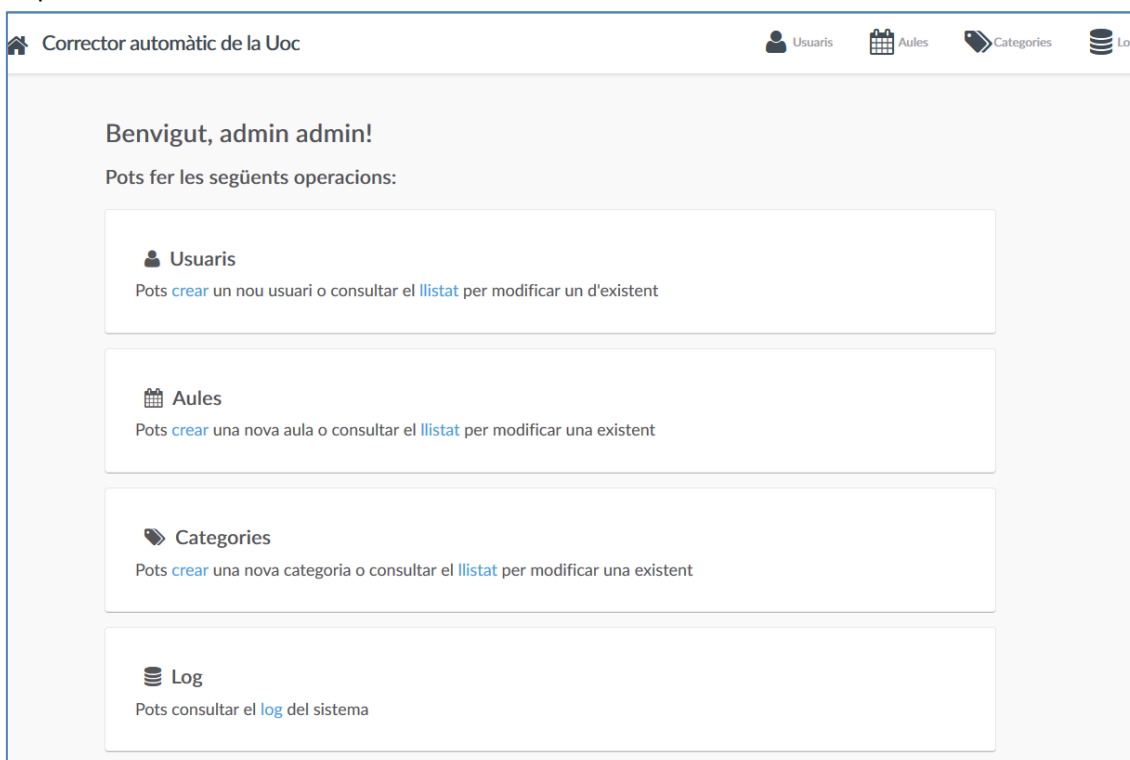 Corrector automàtic de la Uoc
Usuaris
Aules
Categories
Lo
Benvigut, admin admin!
Pots fer les següents operacions:
Usuaris
Pots crear un nou usuari o consultar el llistat per modificar un d'existent
Aules
Pots crear una nova aula o consultar el llistat per modificar una existent
Categories
Pots crear una nova categoria o consultar el llistat per modificar una existent
Log
Pots consultar el log del sistema